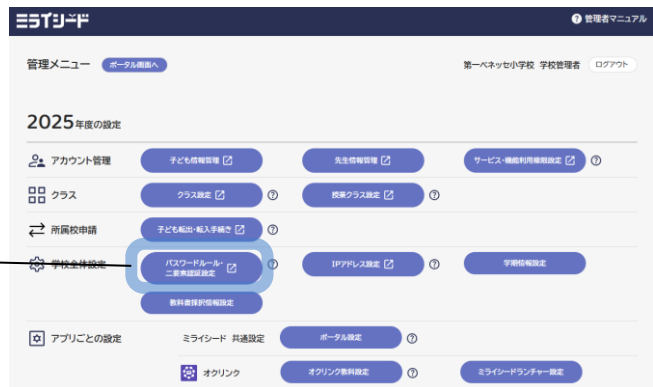 ミライシード
? 管理者マニュアル
管理メニュー ポータル画面へ 第一ベネッセ小学校 学校管理者 ログアウト
2025年度の設定
アカウント管理 子ども情報管理 先生情報管理 サービス・機能利用権限設定 ?
クラス クラス設定 ? 授業クラス設定 ?
所属校申請 子ども転出・転入手続き ?
学校全体設定 パスワードルール・ ? IPアドレス設定 ? 学期情報設定
二要素認証設定
教科書採択情報設定
アプリごとの設定 ミライシード 共通設定 ポータル設定 ?
オクリンク オクリンク教科設定 ? ミライシードランチャー設定